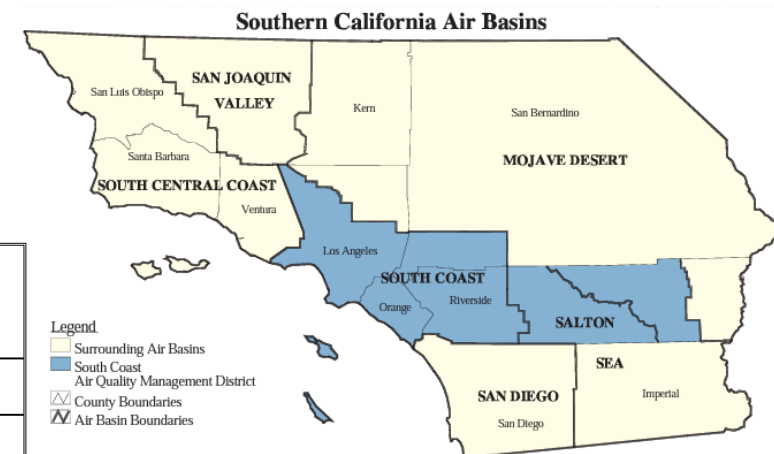 Southern California Air Basins
SAN JOAQUIN
VALLEY
San Luis Obispo
Kern
San Bernardino
MOJAVE DESERT
Santa Barbara
SOUTH CENTRAL COAST
Ventura
Los Angeles
SOUTH COAST
Orange
Riverside
SALTON
SEA
SAN DIEGO
San Diego
Imperial
Legend
Surrounding Air Basins
South Coast
Air Quality Management District
County Boundaries
Air Basin Boundaries